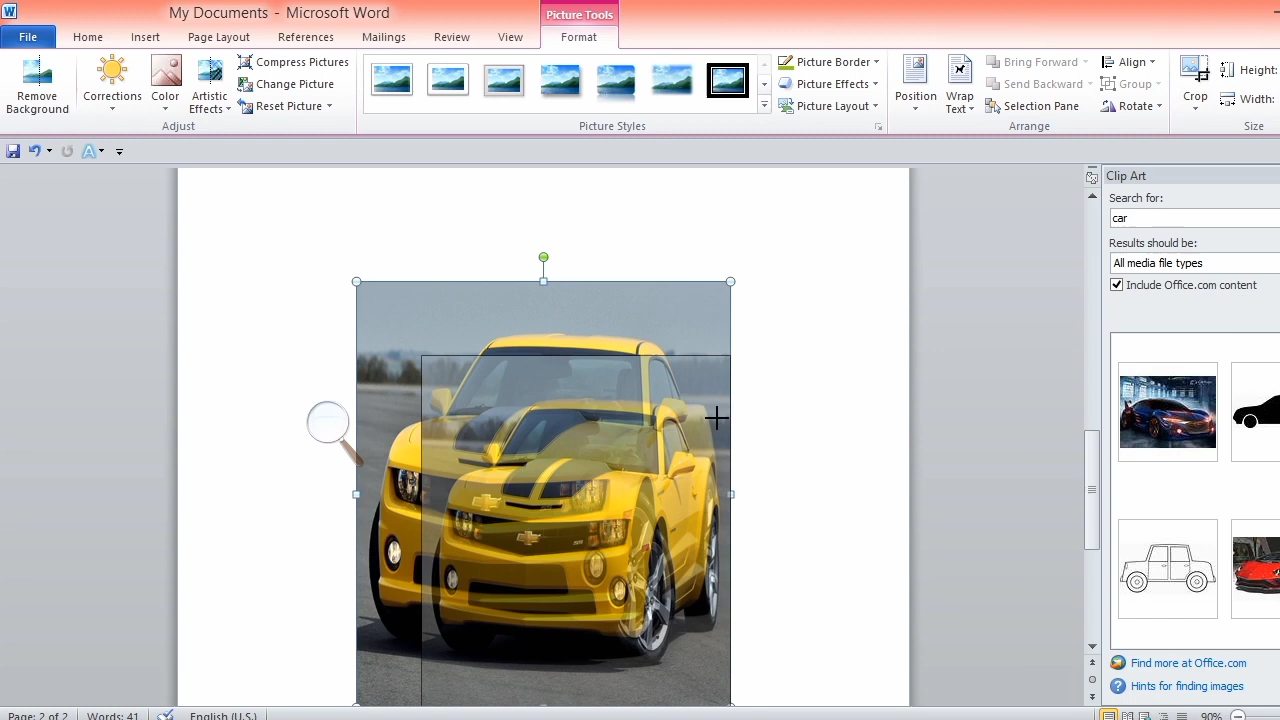 My Documents - Microsoft Word
Picture Tools
File Home Insert Page Layout References Mailings Review View Format
Remove Background
Corrections
Color
Artistic Effects
Compress Pictures
Change Picture
Reset Picture
Adjust
Picture Styles
Picture Border
Picture Effects
Picture Layout
Position
Wrap Text
Bring Forward
Send Backward
Selection Pane
Align
Group
Rotate
Arrange
Crop
Height:
Width:
Size
Clip Art
Search for:
car
Results should be:
All media file types
Include Office.com content
Find more at Office.com
Hints for finding images
Page: 2 of 2 Words: 41 English (U.S.) 90%